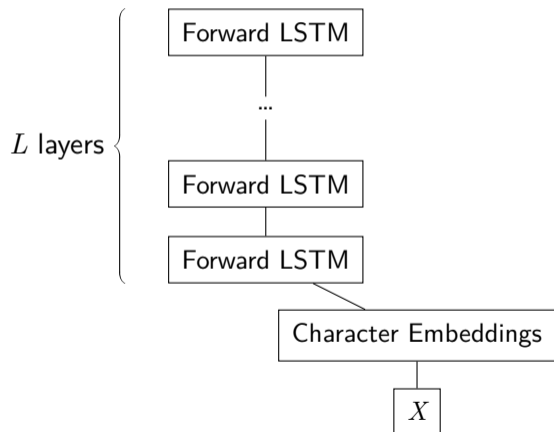 Forward LSTM
...
L layers
Forward LSTM
Forward LSTM
Character Embeddings
X